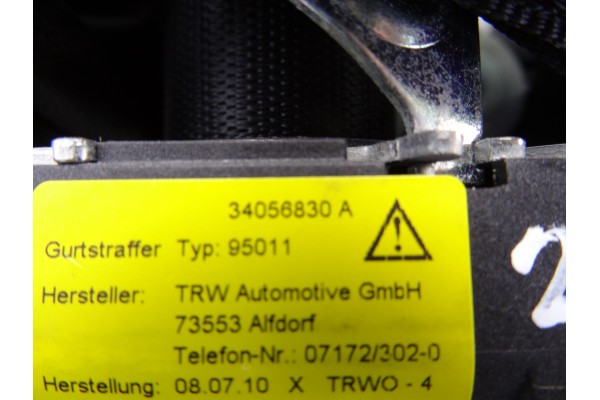 34056830 A
Gurtstraffer Typ: 95011
Hersteller: TRW Automotive GmbH
73553 Alfdorf
Telefon-Nr.: 07172/302-0
Herstellung: 08.07.10 X TRWO - 4
2